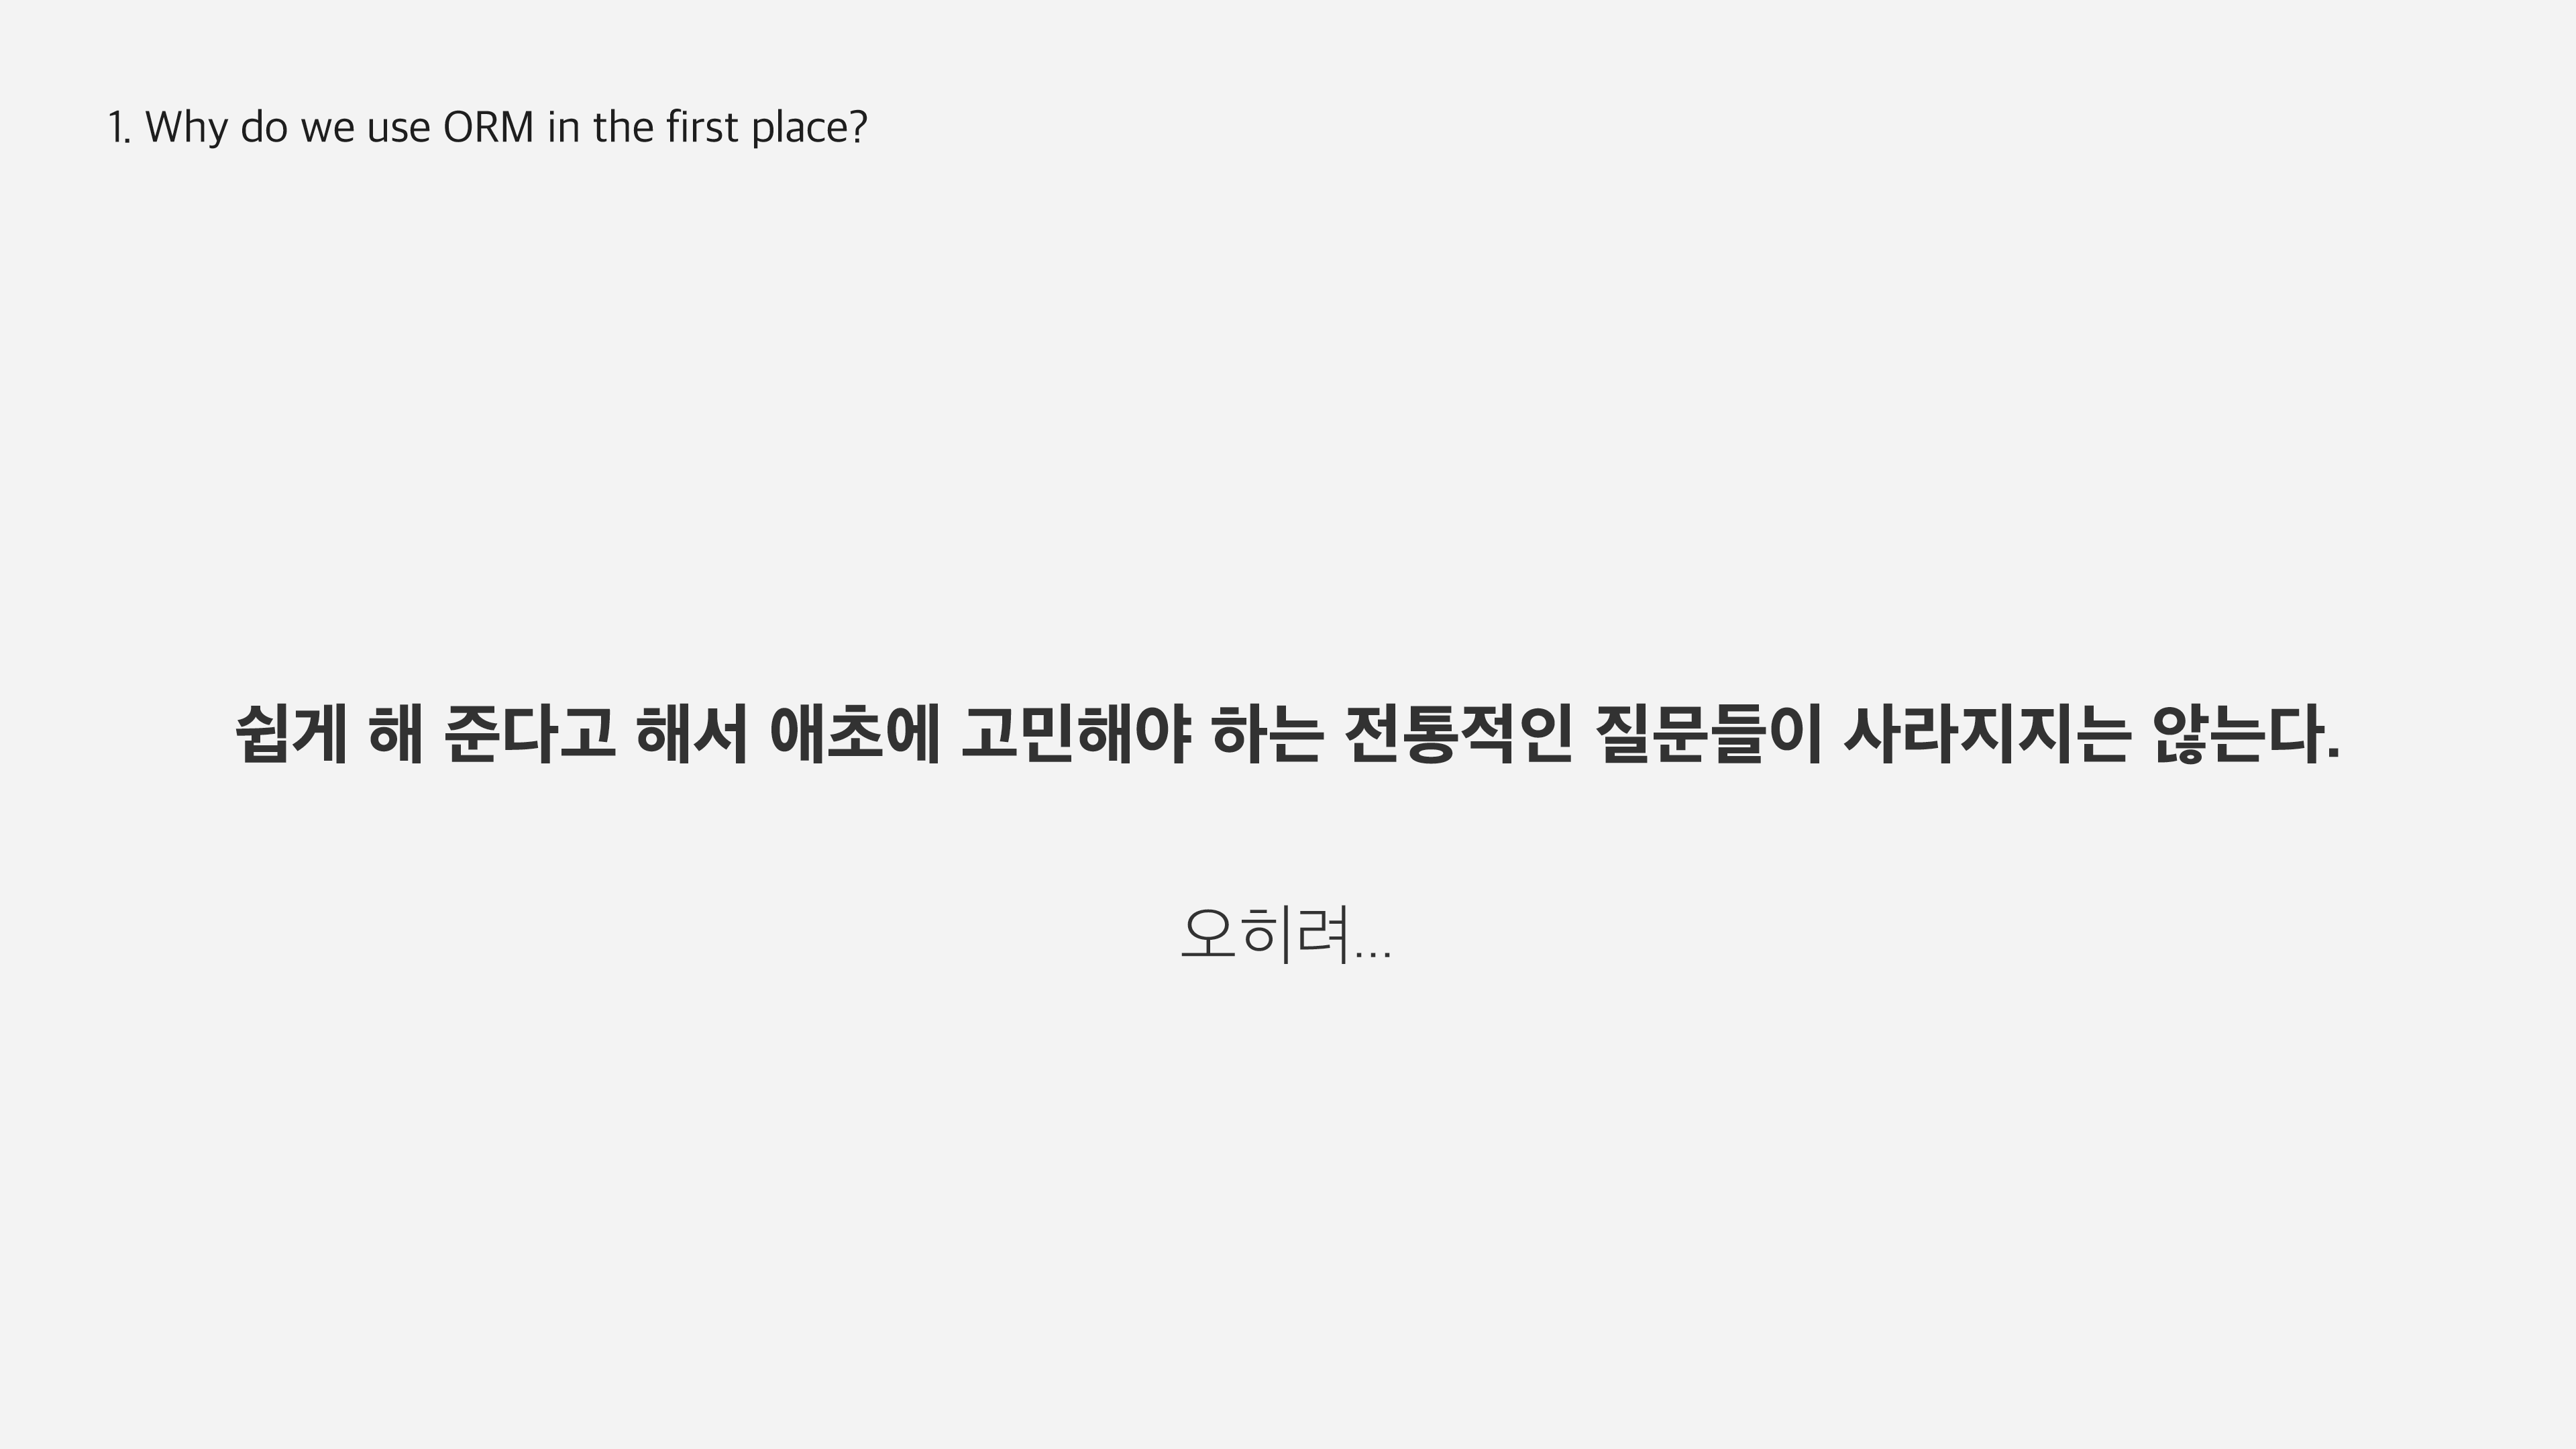 1. Why do we use ORM in the first place?
쉽게 해 준다고 해서 애초에 고민해야 하는 전통적인 질문들이 사라지지는 않는다.
오히려...